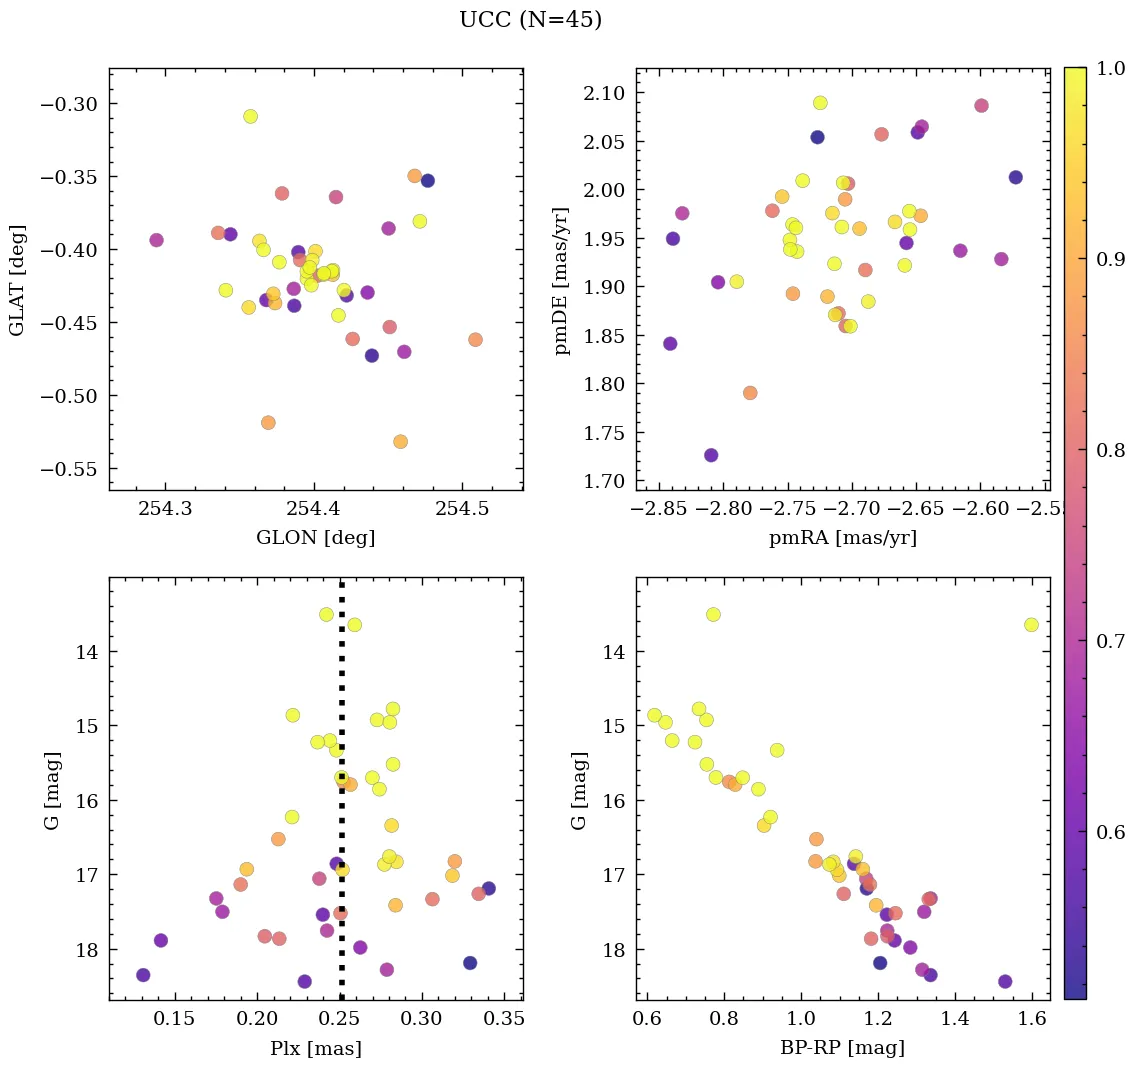 UCC (N=45)
−0.30
−0.35
−0.40
−0.45
−0.50
−0.55
GLAT [deg]
254.3 254.4 254.5
GLON [deg]
2.10
2.05
2.00
1.95
1.90
1.85
1.80
1.75
1.70
pmDE [mas/yr]
−2.85 −2.80 −2.75 −2.70 −2.65 −2.60 −2.5
pmRA [mas/yr]
14
15
16
17
18
G [mag]
0.15 0.20 0.25 0.30 0.35
Plx [mas]
14
15
16
17
18
G [mag]
0.6 0.8 1.0 1.2 1.4 1.6
BP-RP [mag]
1.0
0.9
0.8
0.7
0.6